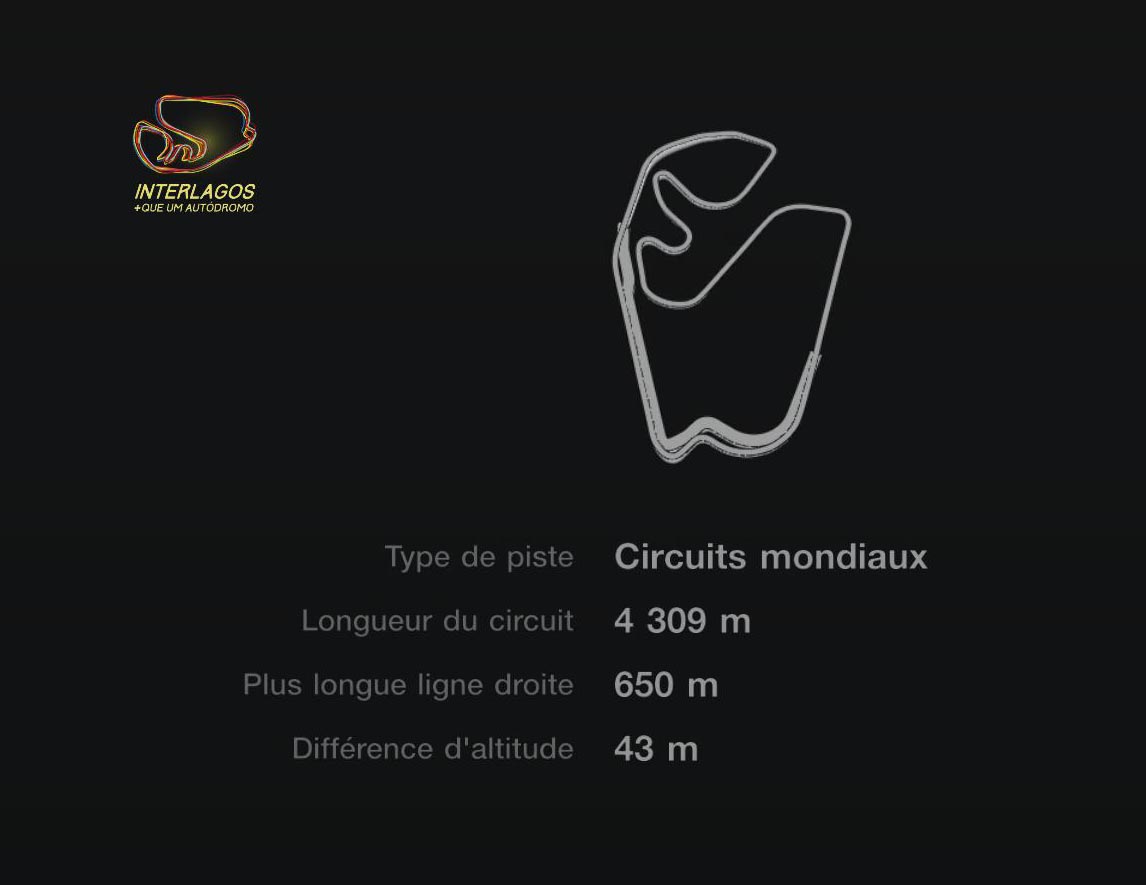 INTERLAGOS
+QUE UM AUTÓDROMO
Type de piste Circuits mondiaux
Longueur du circuit 4 309 m
Plus longue ligne droite 650 m
Différence d'altitude 43 m